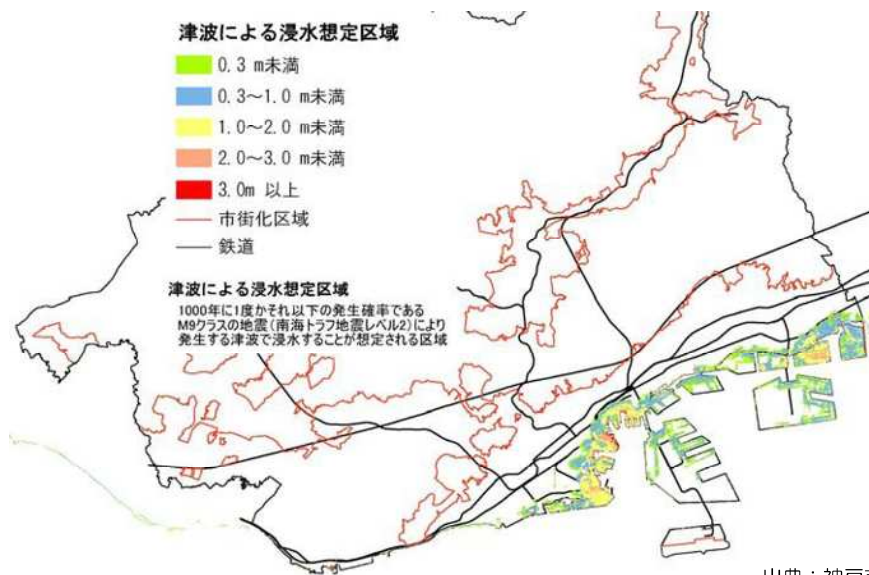 津波による浸水想定区域
0.3 m未満
0.3～1.0 m未満
1.0～2.0 m未満
2.0～3.0 m未満
3.0m 以上
市街化区域
鉄道
津波による浸水想定区域
1000年に1度かそれ以下の発生確率である
M9クラスの地震(南海トラフ地震レベル2)により
発生する津波で浸水することが想定される区域
出典：神戸